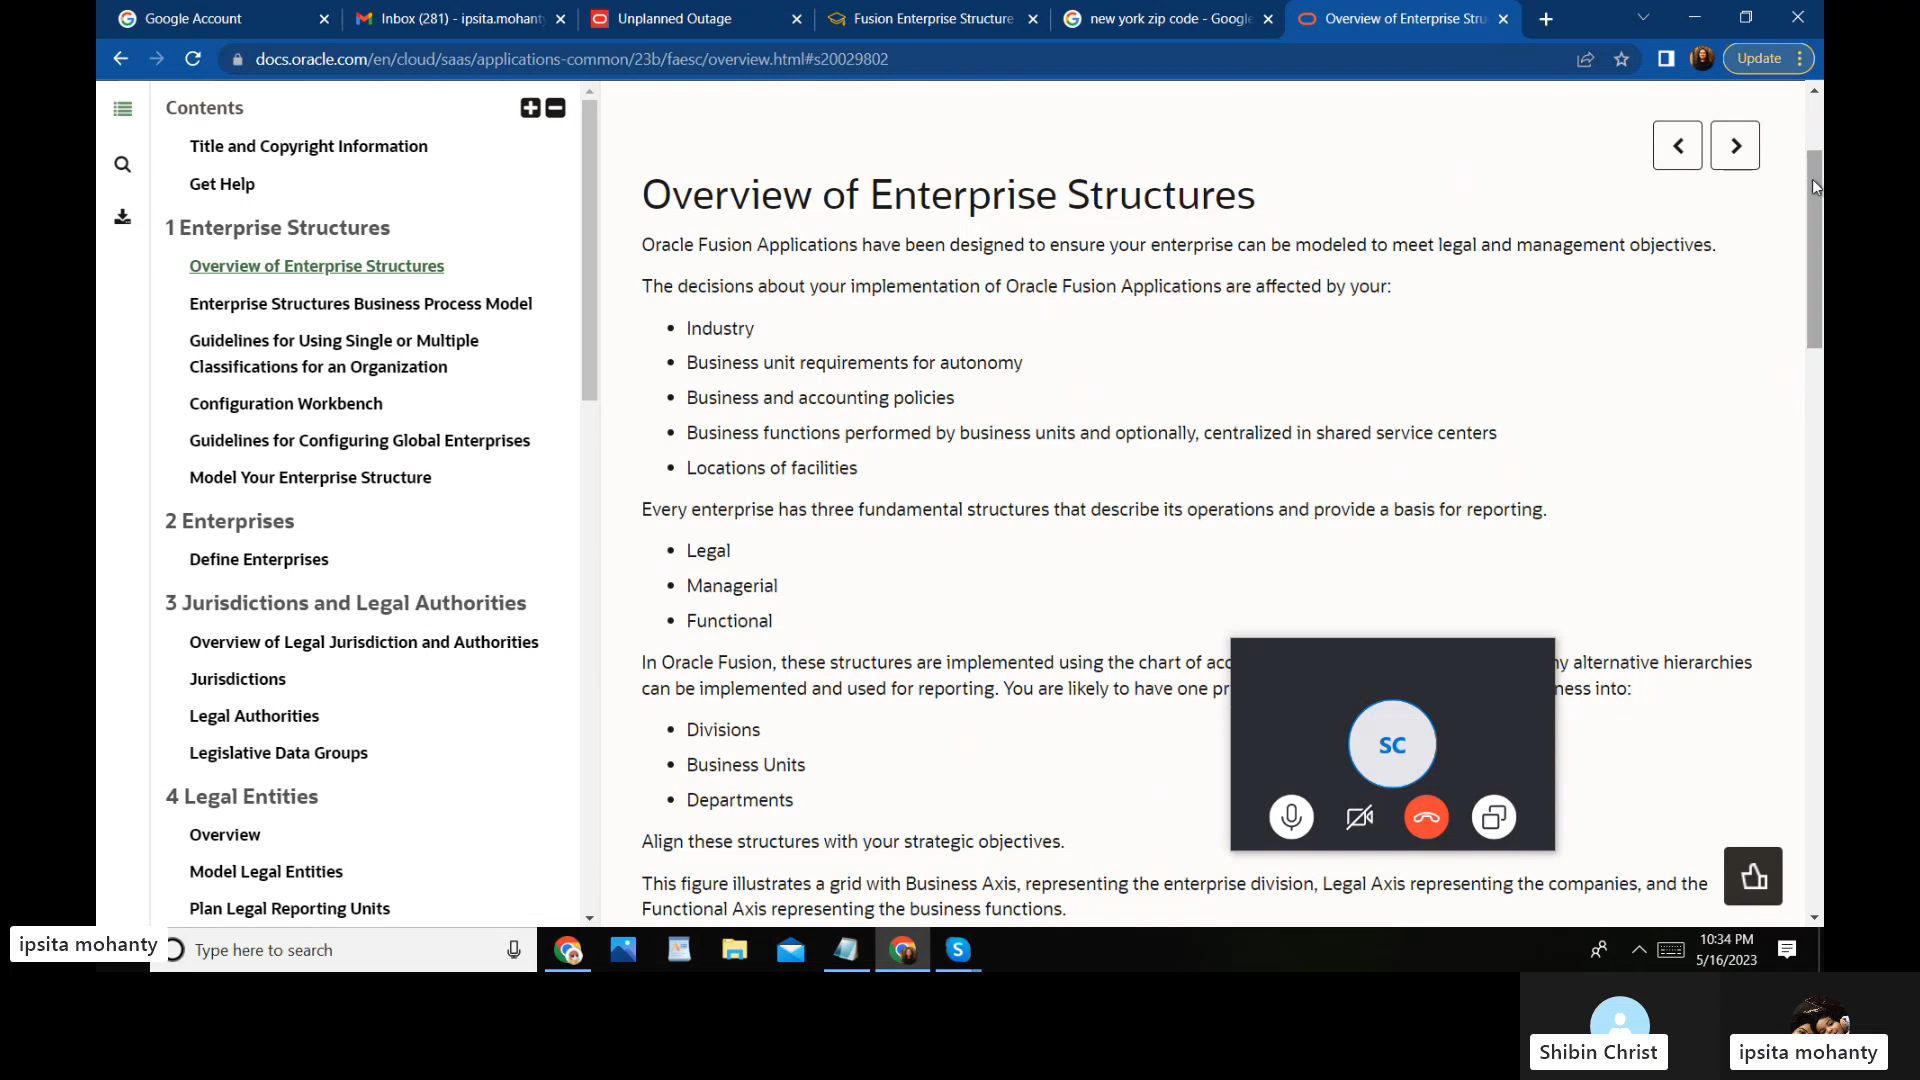 Google Account
Inbox (281) - ipsita.mohanty
Unplanned Outage
Fusion Enterprise Structure
new york zip code - Google
Overview of Enterprise Stru
docs.oracle.com/en/cloud/saas/applications-common/23b/faesc/overview.html#s20029802
Update
Contents
Title and Copyright Information
Get Help
1 Enterprise Structures
Overview of Enterprise Structures
Enterprise Structures Business Process Model
Guidelines for Using Single or Multiple
Classifications for an Organization
Configuration Workbench
Guidelines for Configuring Global Enterprises
Model Your Enterprise Structure
2 Enterprises
Define Enterprises
3 Jurisdictions and Legal Authorities
Overview of Legal Jurisdiction and Authorities
Jurisdictions
Legal Authorities
Legislative Data Groups
4 Legal Entities
Overview
Model Legal Entities
Plan Legal Reporting Units
Overview of Enterprise Structures
Oracle Fusion Applications have been designed to ensure your enterprise can be modeled to meet legal and management objectives.
The decisions about your implementation of Oracle Fusion Applications are affected by your:
• Industry
• Business unit requirements for autonomy
• Business and accounting policies
• Business functions performed by business units and optionally, centralized in shared service centers
• Locations of facilities
Every enterprise has three fundamental structures that describe its operations and provide a basis for reporting.
• Legal
• Managerial
• Functional
In Oracle Fusion, these structures are implemented using the chart of alternative hierarchies
can be implemented and used for reporting. You are likely to have one into:
• Divisions
• Business Units
• Departments
Align these structures with your strategic objectives.
This figure illustrates a grid with Business Axis, representing the enterprise division, Legal Axis representing the companies, and the
Functional Axis representing the business functions.
SC
ipsita mohanty
Type here to search
10:34 PM
5/16/2023
Shibin Christ
ipsita mohanty